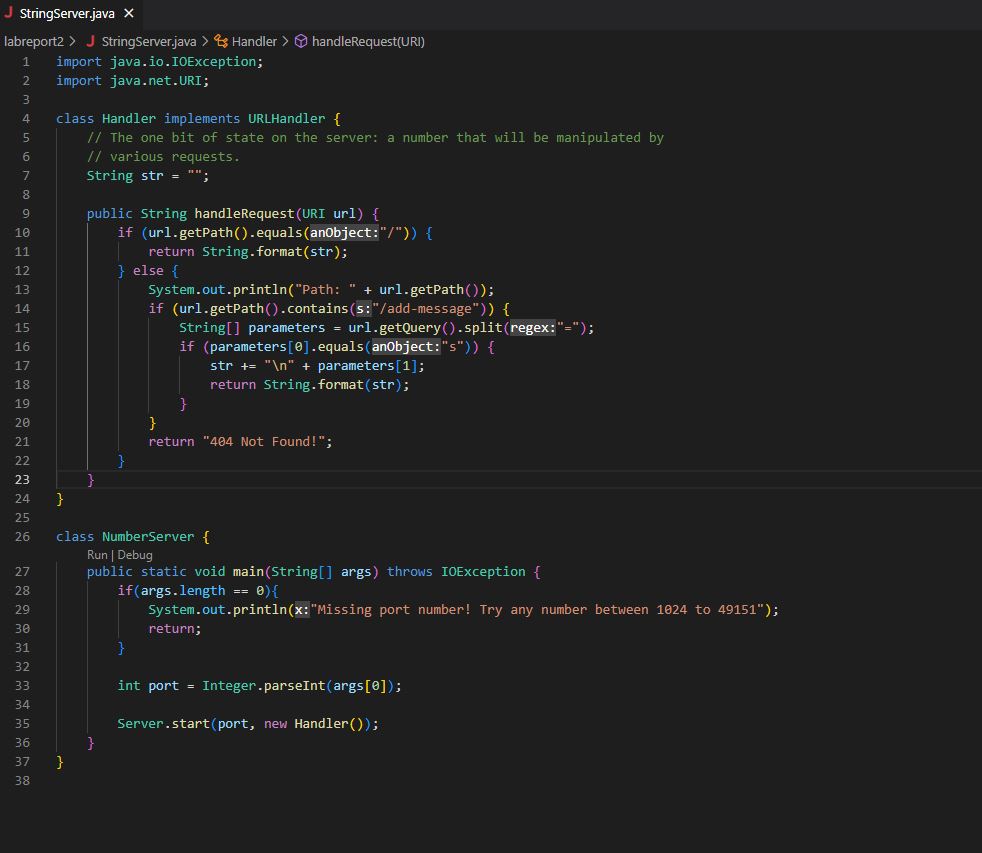 J StringServer.java ×
labreport2 > J StringServer.java > Handler > handleRequest(URI)
1 import java.io.IOException;
2 import java.net.URI;
3
4 class Handler implements URLHandler {
5     // The one bit of state on the server: a number that will be manipulated by
6     // various requests.
7     String str = "";
8
9     public String handleRequest(URI url) {
10         if (url.getPath().equals(anObject:"/")) {
11             return String.format(str);
12         } else {
13             System.out.println("Path: " + url.getPath());
14             if (url.getPath().contains(s:"/add-message")) {
15                 String[] parameters = url.getQuery().split(regex:"=");
16                 if (parameters[0].equals(anObject:"s")) {
17                     str += "\n" + parameters[1];
18                     return String.format(str);
19                 }
20             }
21             return "404 Not Found!";
22         }
23     }
24 }
25
26 class NumberServer {
Run | Debug
27     public static void main(String[] args) throws IOException {
28         if(args.length == 0){
29             System.out.println(x:"Missing port number! Try any number between 1024 to 49151");
30             return;
31         }
32
33         int port = Integer.parseInt(args[0]);
34
35         Server.start(port, new Handler());
36     }
37 }
38